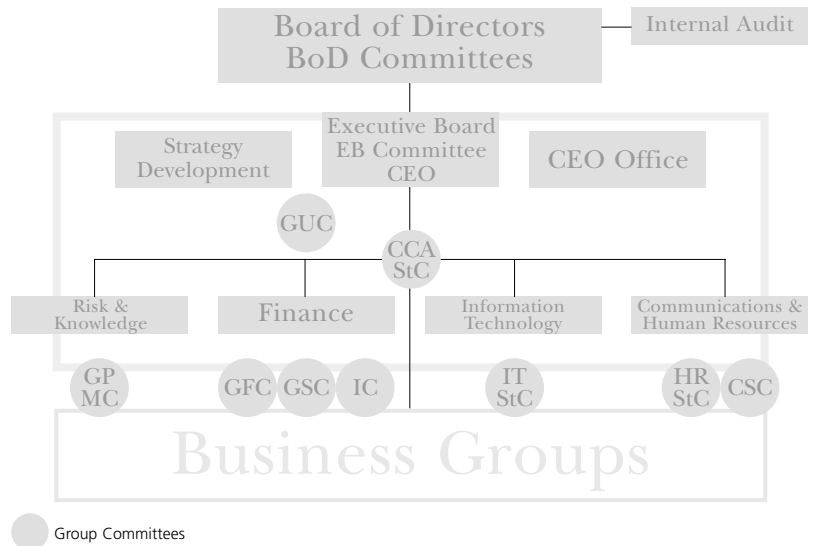 Board of Directors
BoD Committees
Internal Audit
Strategy
Development
Executive Board
EB Committee
CEO
CEO Office
GUC
CCA
StC
Risk &
Knowledge
Finance
Information
Technology
Communications &
Human Resources
GP
MC
GFC
GSC
IC
IT
StC
HR
StC
CSC
Business Groups
Group Committees